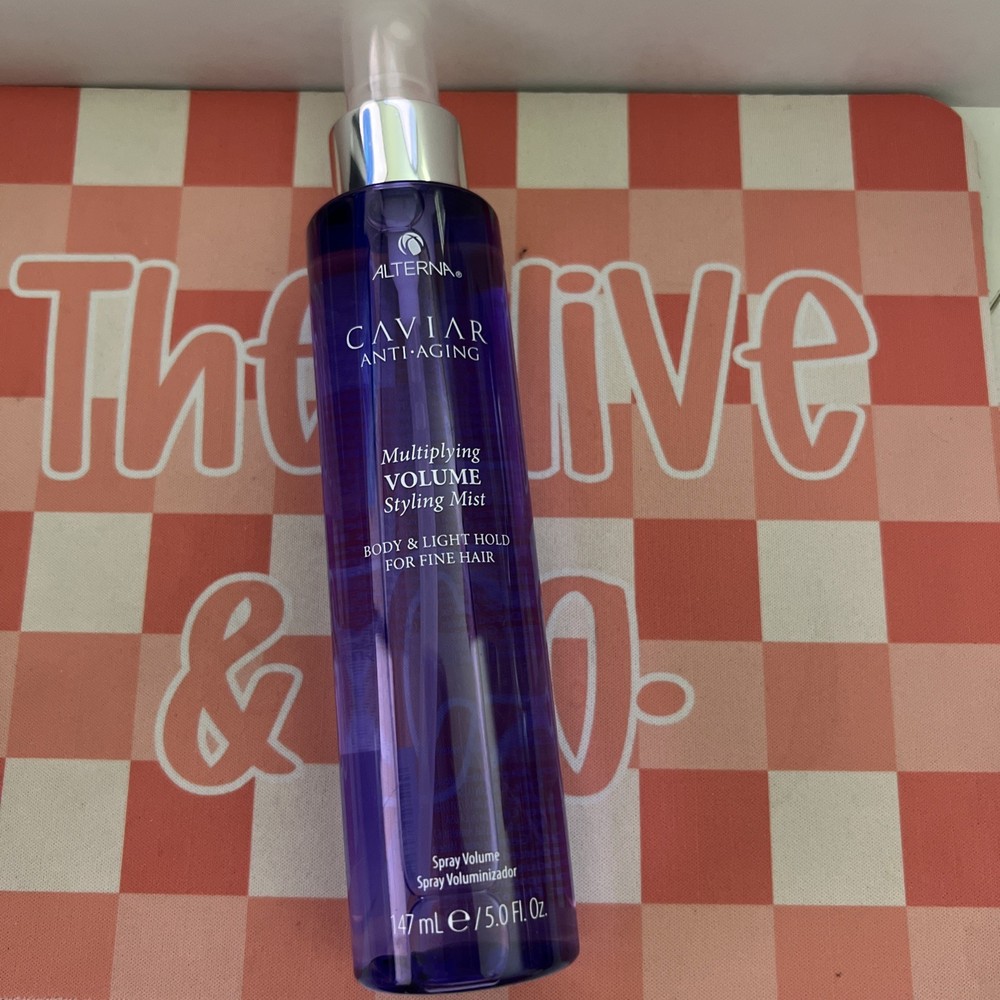 ALTERNA®
CAVIAR
ANTI·AGING
Multiplying
VOLUME
Styling Mist
BODY & LIGHT HOLD
FOR FINE HAIR
Spray Volume
Spray Voluminizador
147 mL ℮ / 5.0 Fl. Oz.
The
& Co.